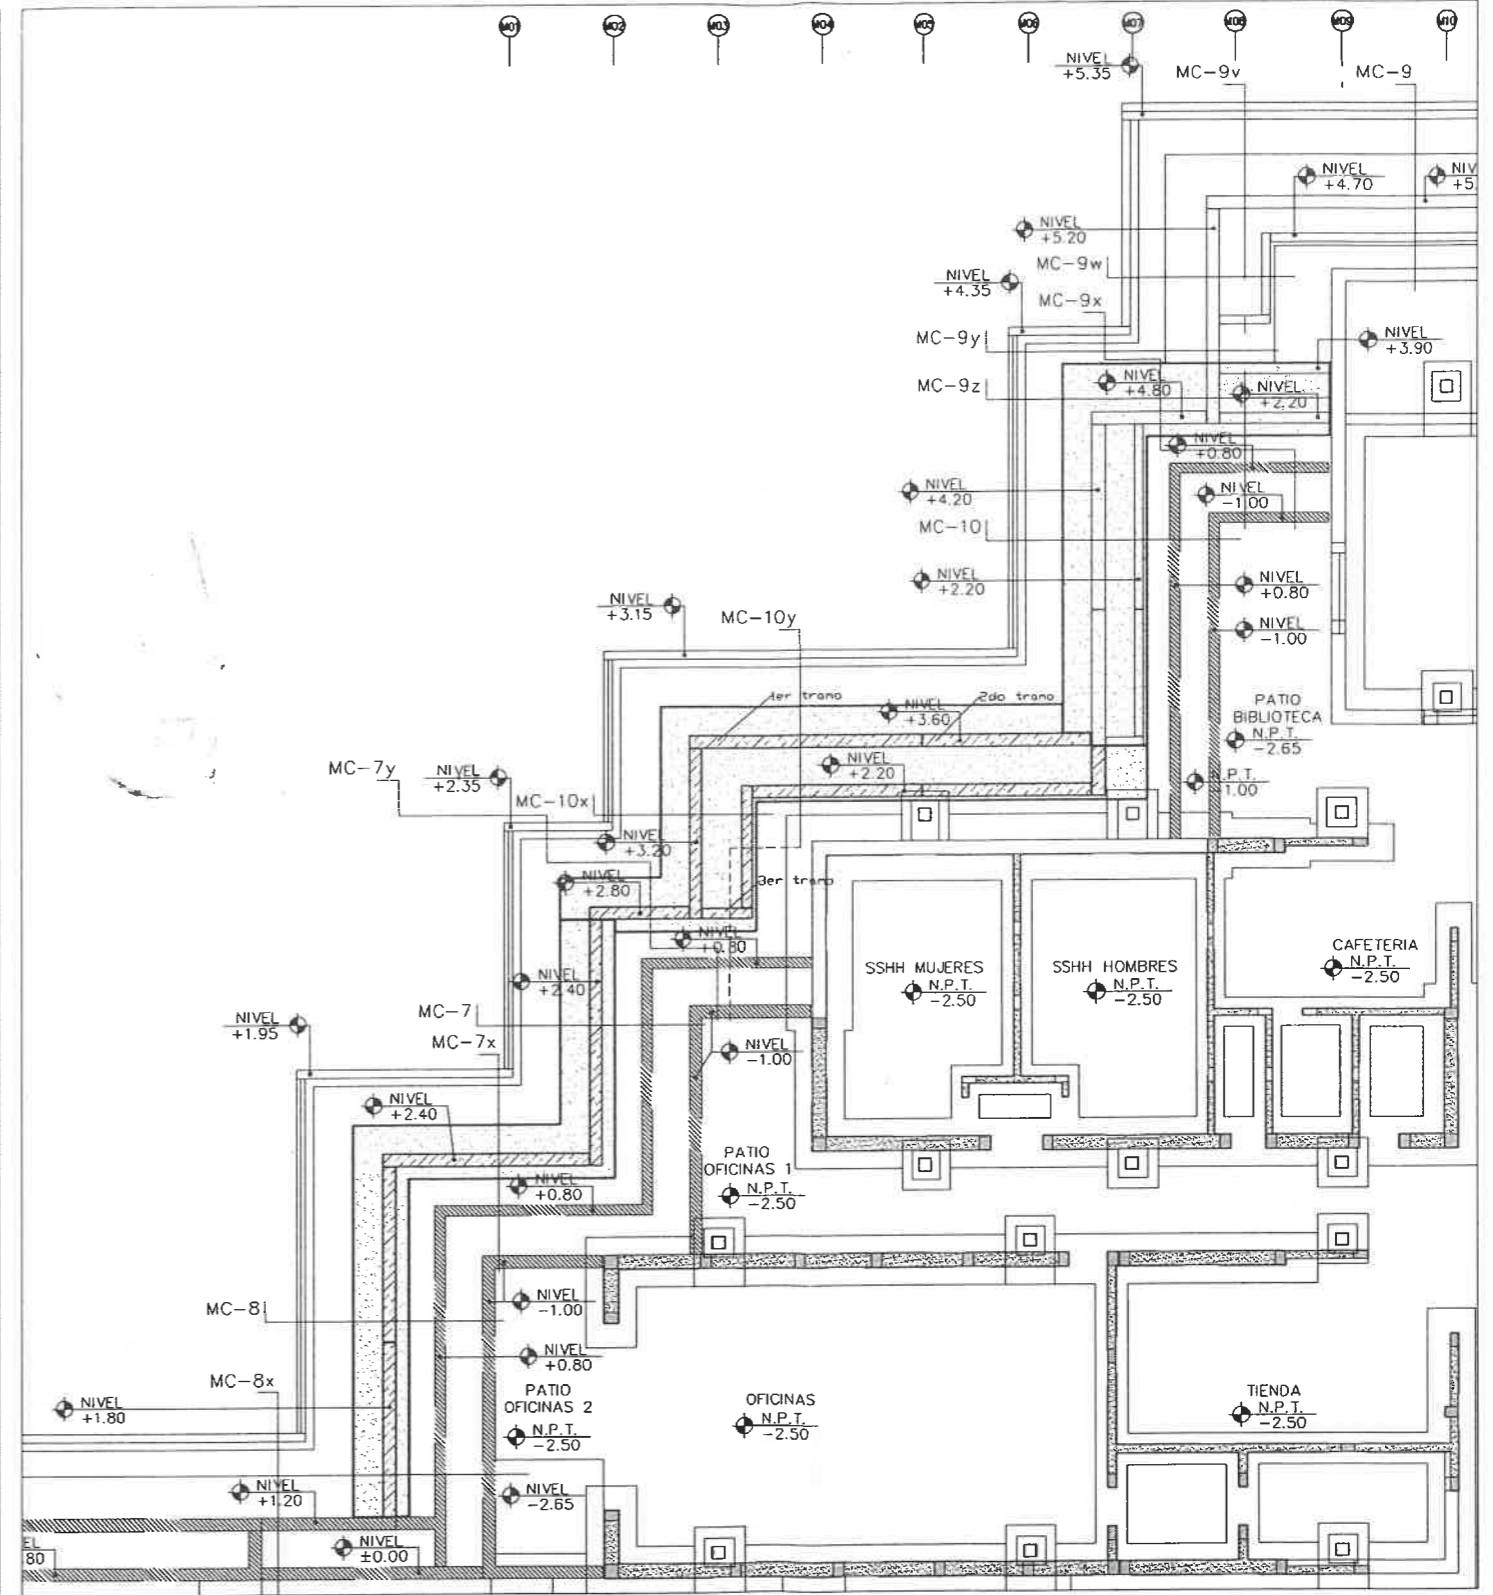 M01 M02 M03 M04 M05 M06 M07 M08 M09 M10
NIVEL
+5.35
MC-9v
MC-9
NIVEL
+4.70
NIV
+5.
NIVEL
+5.20
MC-9w
NIVEL
+4.35
MC-9x
MC-9y
NIVEL
+3.90
MC-9z
NIVEL
+4.80
NIVEL
+2.20
NIVEL
+0.80
NIVEL
+4.20
NIVEL
-1.00
MC-10
NIVEL
+2.20
NIVEL
+0.80
NIVEL
+3.15
MC-10y
NIVEL
-1.00
1er tramo
2do tramo
NIVEL
+3.60
PATIO
BIBLIOTECA
N.P.T.
-2.65
MC-7y
NIVEL
+2.35
NIVEL
+2.20
N.P.T.
-1.00
MC-10x
NIVEL
+3.20
NIVEL
+2.80
3er tramo
NIVEL
+0.80
CAFETERIA
N.P.T.
-2.50
SSHH MUJERES
N.P.T.
-2.50
SSHH HOMBRES
N.P.T.
-2.50
NIVEL
+2.40
MC-7
NIVEL
+1.95
MC-7x
NIVEL
-1.00
NIVEL
+2.40
PATIO
OFICINAS 1
N.P.T.
-2.50
NIVEL
+0.80
MC-8
NIVEL
-1.00
NIVEL
+0.80
MC-8x
PATIO
OFICINAS 2
N.P.T.
-2.50
OFICINAS
N.P.T.
-2.50
TIENDA
N.P.T.
-2.50
NIVEL
+1.80
NIVEL
+1.20
NIVEL
-2.65
EL
80
NIVEL
±0.00